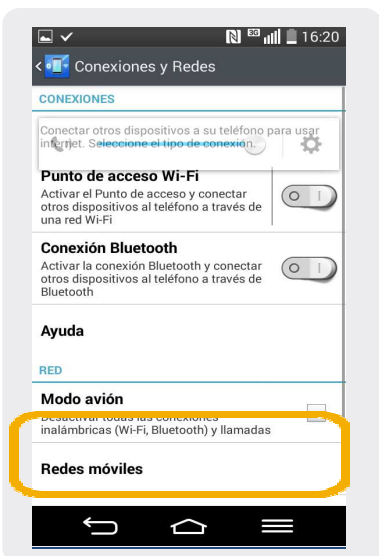 3G 16:20
Conexiones y Redes
CONEXIONES
Conectar otros dispositivos a su teléfono para usar
internet. Seleccione el tipo de conexión.
Punto de acceso Wi-Fi
Activar el Punto de acceso y conectar
otros dispositivos al teléfono a través de
una red Wi-Fi
Conexión Bluetooth
Activar la conexión Bluetooth y conectar
otros dispositivos al teléfono a través de
Bluetooth
Ayuda
RED
Modo avión
Desactivar todas las conexiones
inalámbricas (Wi-Fi, Bluetooth) y llamadas
Redes móviles